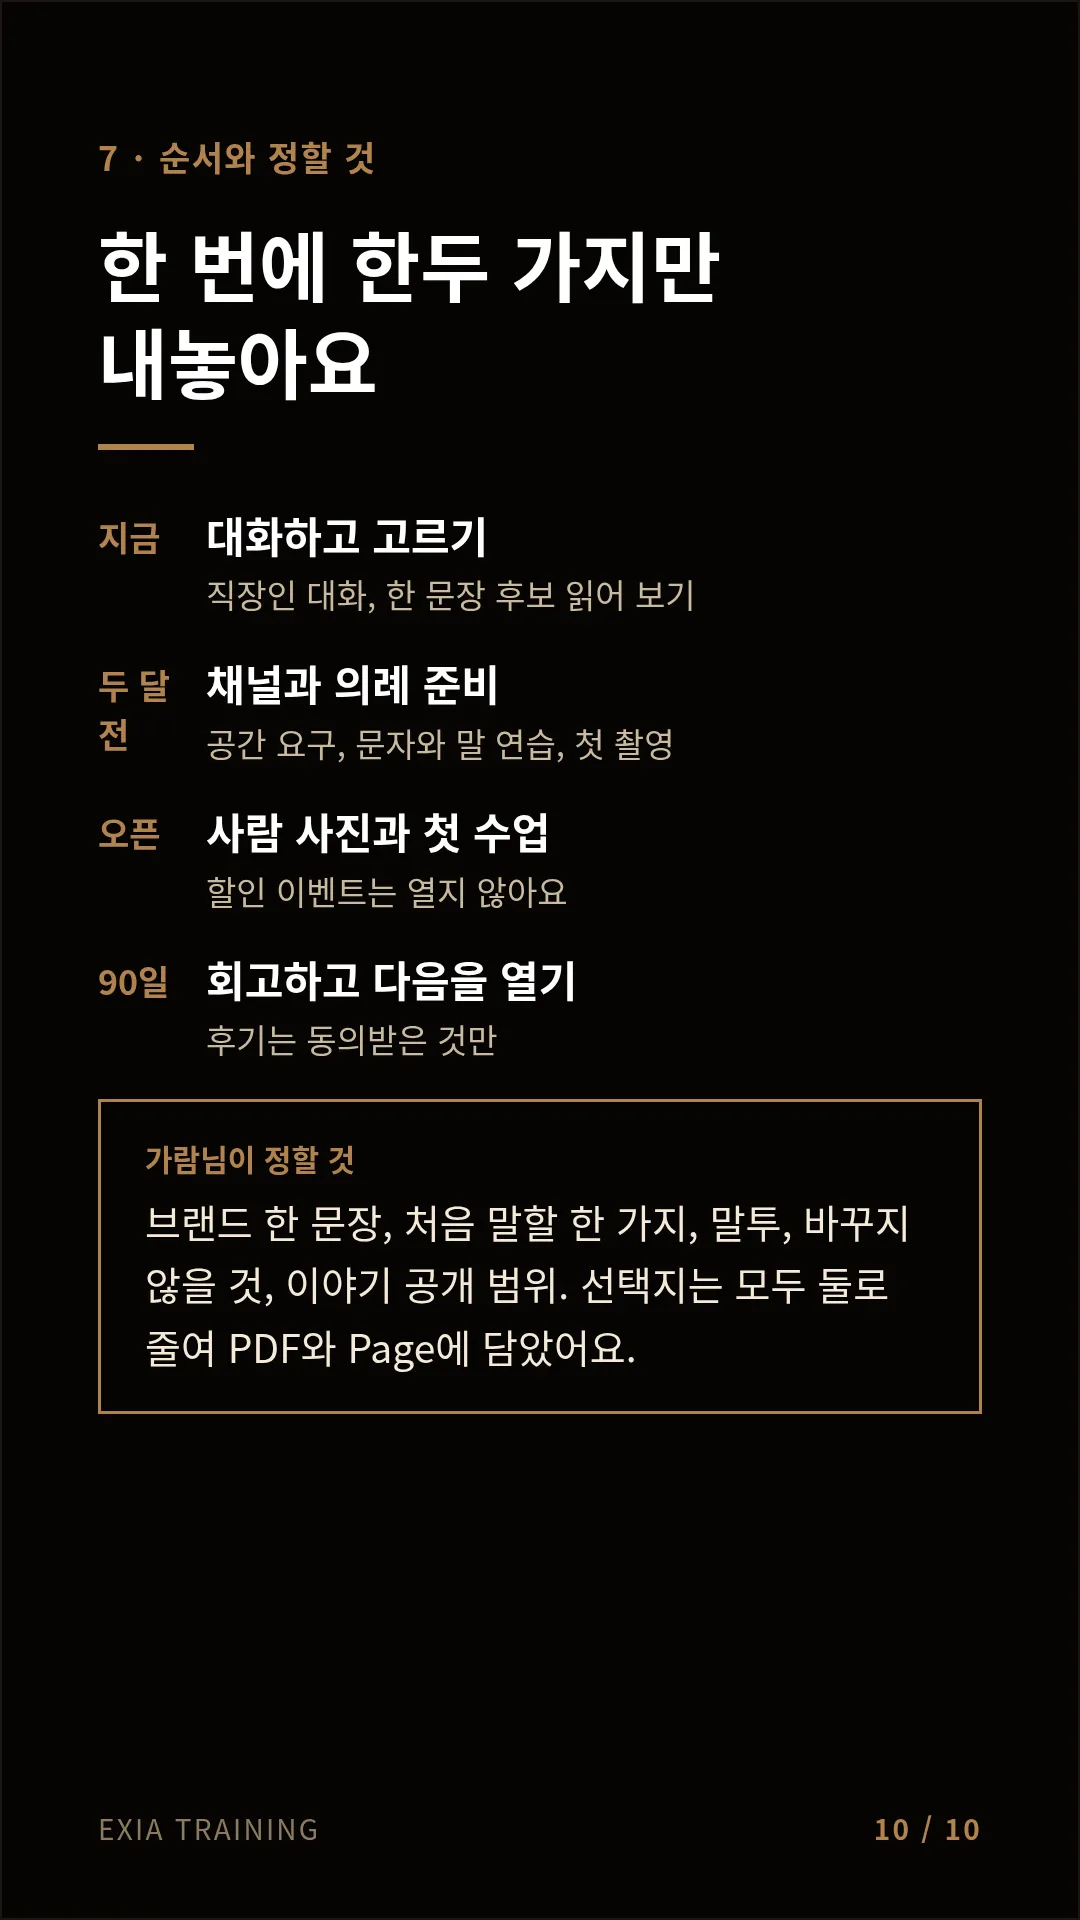 7 · 순서와 정할 것
한 번에 한두 가지만
내놓아요
지금
대화하고 고르기
직장인 대화, 한 문장 후보 읽어 보기
두 달
전
채널과 의례 준비
공간 요구, 문자와 말 연습, 첫 촬영
오픈
사람 사진과 첫 수업
할인 이벤트는 열지 않아요
90일
회고하고 다음을 열기
후기는 동의받은 것만
가람님이 정할 것
브랜드 한 문장, 처음 말할 한 가지, 말투, 바꾸지
않을 것, 이야기 공개 범위. 선택지는 모두 둘로
줄여 PDF와 Page에 담았어요.
EXIA TRAINING
10 / 10